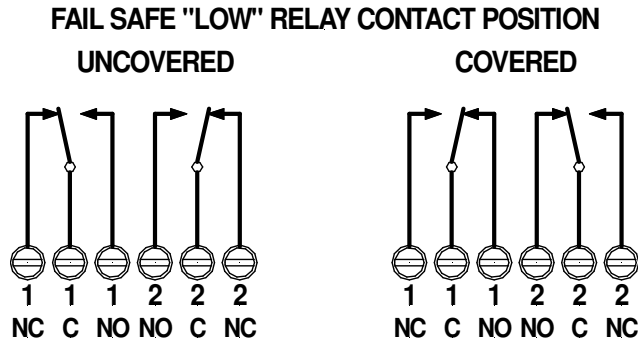 FAIL SAFE "LOW" RELAY CONTACT POSITION
UNCOVERED COVERED
1 1 1 2 2 2 1 1 1 2 2 2
NC C NO NO C NC NC C NO NO C NC